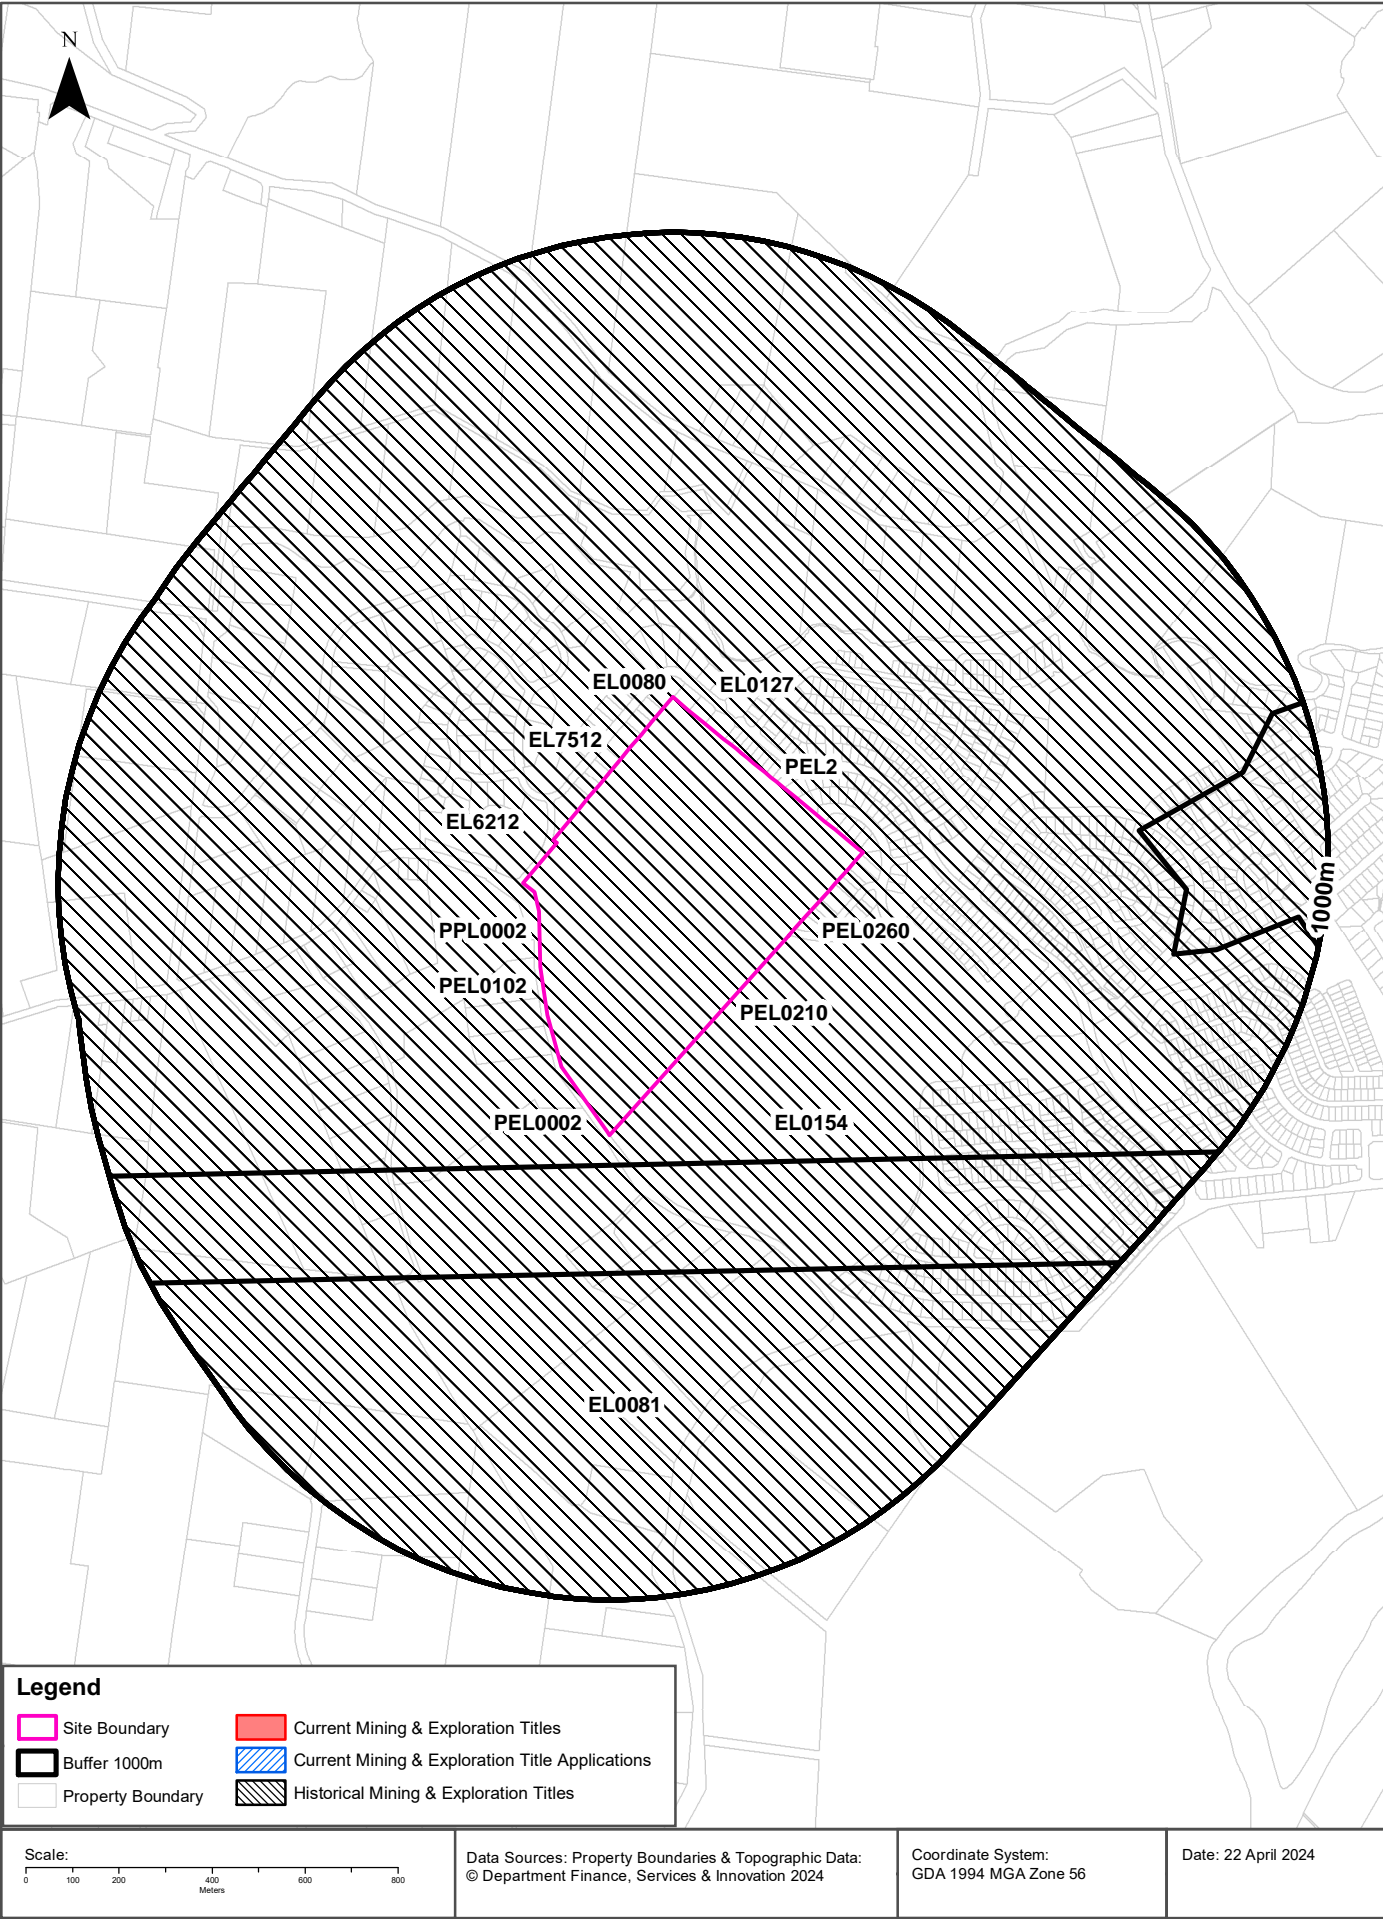 N
EL0080
EL0127
EL7512
PEL2
EL6212
1000m
PPL0002
PEL0260
PEL0102
PEL0210
PEL0002
EL0154
EL0081
Legend
Site Boundary
Buffer 1000m
Property Boundary
Current Mining & Exploration Titles
Current Mining & Exploration Title Applications
Historical Mining & Exploration Titles
Scale:
0 100 200 400 600 800
Meters
Data Sources: Property Boundaries & Topographic Data:
© Department Finance, Services & Innovation 2024
Coordinate System:
GDA 1994 MGA Zone 56
Date: 22 April 2024